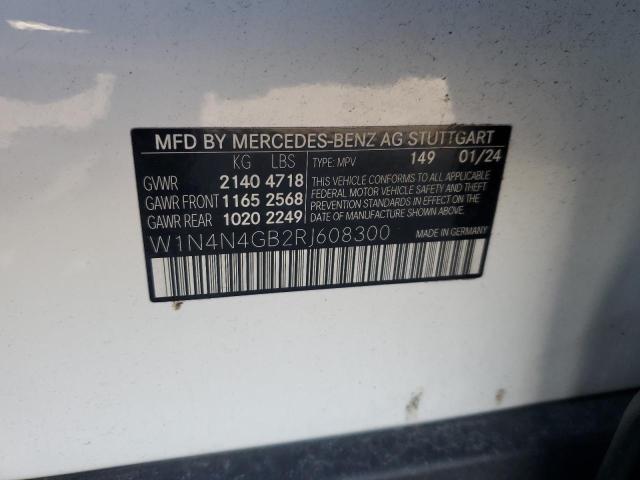 MFD BY MERCEDES-BENZ AG STUTTGART
KG LBS TYPE: MPV 149 01/24
GVWR 2140 4718
GAWR FRONT 1165 2568
GAWR REAR 1020 2249
THIS VEHICLE CONFORMS TO ALL APPLICABLE
FEDERAL MOTOR VEHICLE SAFETY AND THEFT
PREVENTION STANDARDS IN EFFECT ON THE
DATE OF MANUFACTURE SHOWN ABOVE.
W1N4N4GB2RJ608300
MADE IN GERMANY